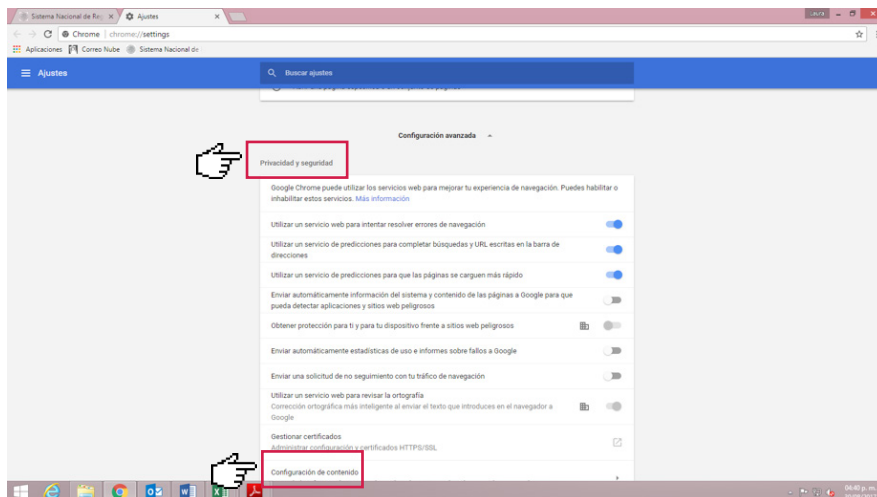 Sistema Nacional de Re
Ajustes
Chrome | chrome://settings
Aplicaciones Correo Nube Sistema Nacional de
Ajustes
Buscar ajustes
Configuración avanzada
Privacidad y seguridad
Google Chrome puede utilizar los servicios web para mejorar tu experiencia de navegación. Puedes habilitar o
inhabilitar estos servicios. Más información
Utilizar un servicio web para intentar resolver errores de navegación
Utilizar un servicio de predicciones para completar búsquedas y URL escritas en la barra de
direcciones
Utilizar un servicio de predicciones para que las páginas se carguen más rápido
Enviar automáticamente información del sistema y contenido de las páginas a Google para que
pueda detectar aplicaciones y sitios web peligrosos
Obtener protección para ti y para tu dispositivo frente a sitios web peligrosos
Enviar automáticamente estadísticas de uso e informes sobre fallos a Google
Enviar una solicitud de no seguimiento con tu tráfico de navegación
Utilizar un servicio web para revisar la ortografía
Corrección ortográfica más inteligente al enviar el texto que introduces en el navegador a
Google
Gestionar certificados
Administrar configuración y certificados HTTPS/SSL
Configuración de contenido
04:40 p. m.